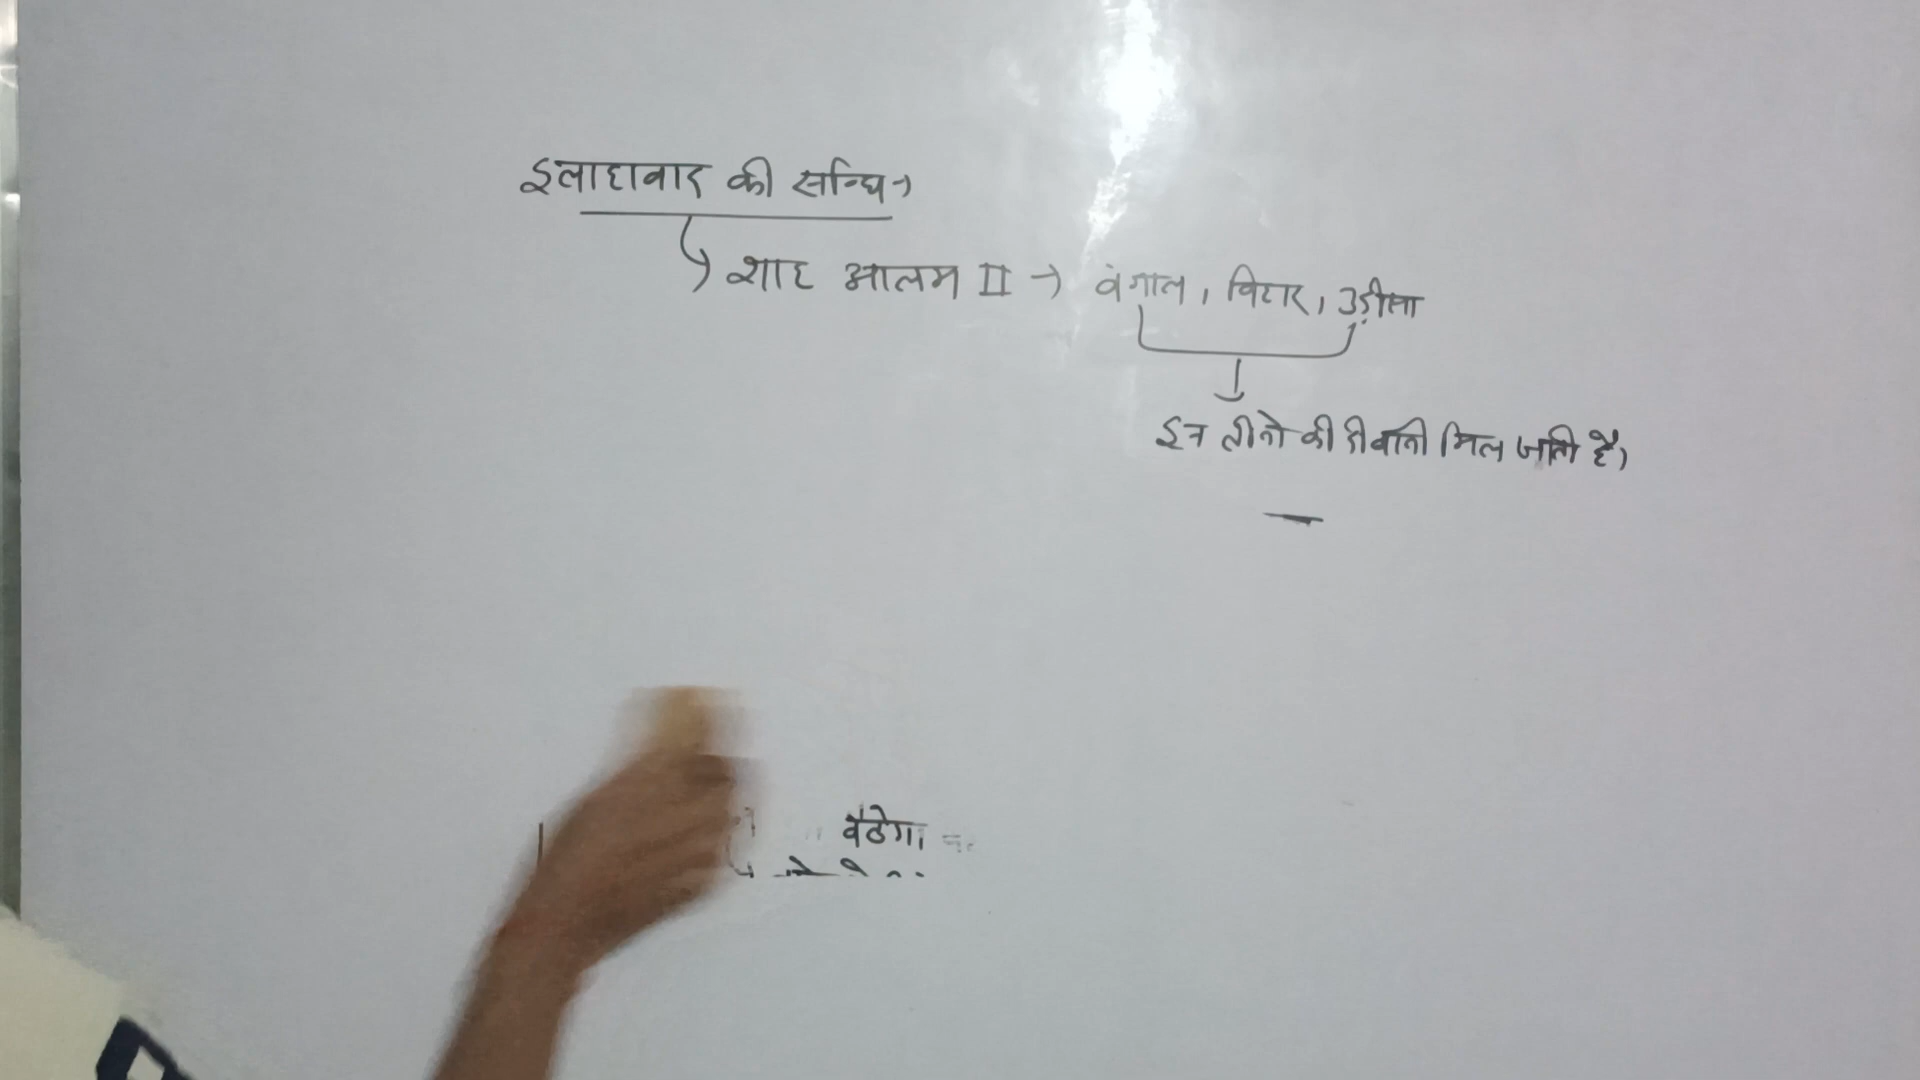 इलाहावाद की सन्धि →
शाह आलम II → वंगाल, विहार, उड़ीसा
इन तीनो की दीवानी मिल जाती है।
वैठेगा